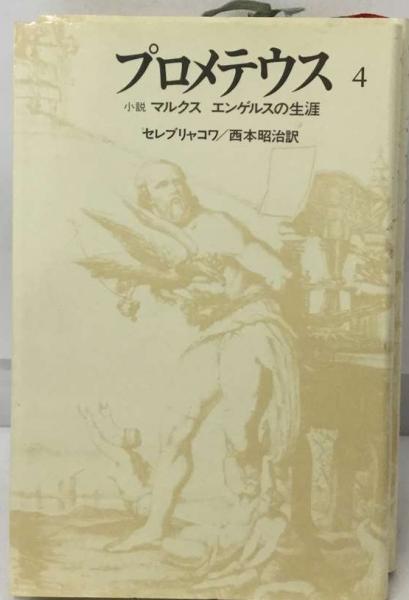 プロメテウス 4
小説 マルクス エンゲルスの生涯
セレブリャコワ/西本昭治訳